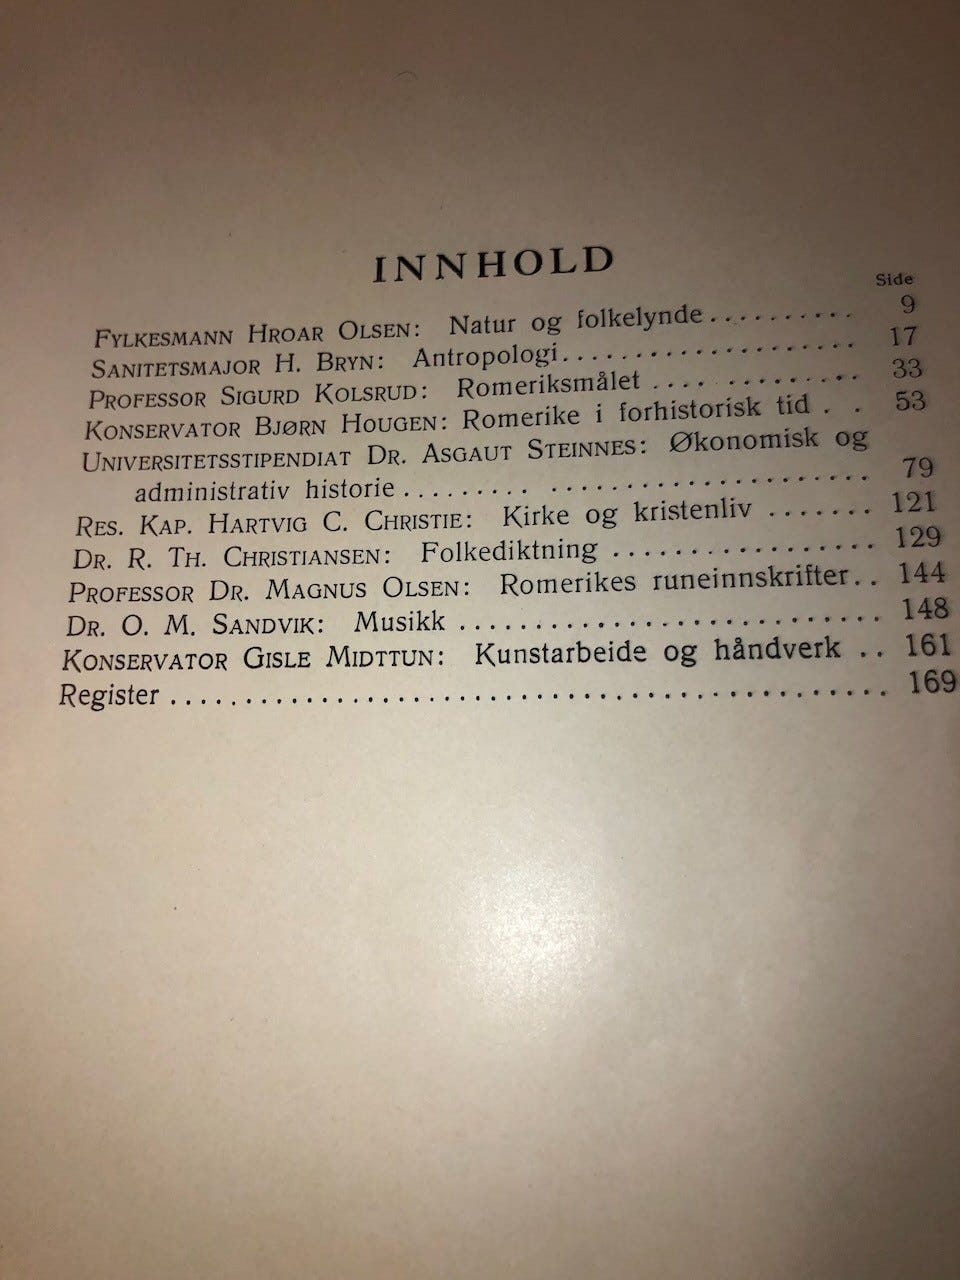 INNHOLD
Side
FYLKESMANN HROAR OLSEN: Natur og folkelynde.......... 9
SANITETSMAJOR H. BRYN: Antropologi.................... 17
PROFESSOR SIGURD KOLSRUD: Romeriksmålet .... ......... 33
KONSERVATOR BJØRN HOUGEN: Romerike i forhistorisk tid . . 53
UNIVERSITETSSTIPENDIAT DR. ASGAUT STEINNES: Økonomisk og
administrativ historie ......... ...................... 79
RES. KAP. HARTVIG C. CHRISTIE: Kirke og kristenliv ....... 121
DR. R. TH. CHRISTIANSEN: Folkediktning .................. 129
PROFESSOR DR. MAGNUS OLSEN: Romerikes runeinnskrifter.. 144
DR. O. M. SANDVIK: Musikk ............................ 148
KONSERVATOR GISLE MIDTTUN: Kunstarbeide og håndverk .. 161
Register ................................................ 169